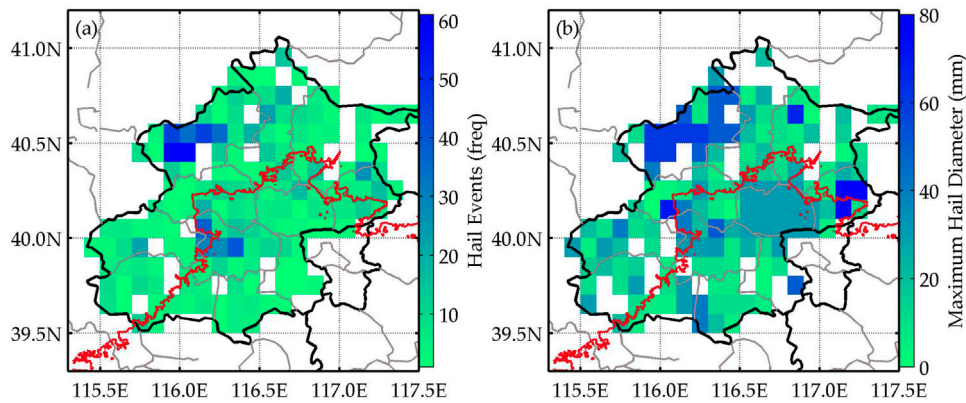 (a)
41.0N
40.5N
40.0N
39.5N
115.5E 116.0E 116.5E 117.0E 117.5E
60
50
40
30
20
10
Hail Events (freq)
(b)
115.5E 116.0E 116.5E 117.0E 117.5E
41.0N
40.5N
40.0N
39.5N
80
60
40
20
0
Maximum Hail Diameter (mm)